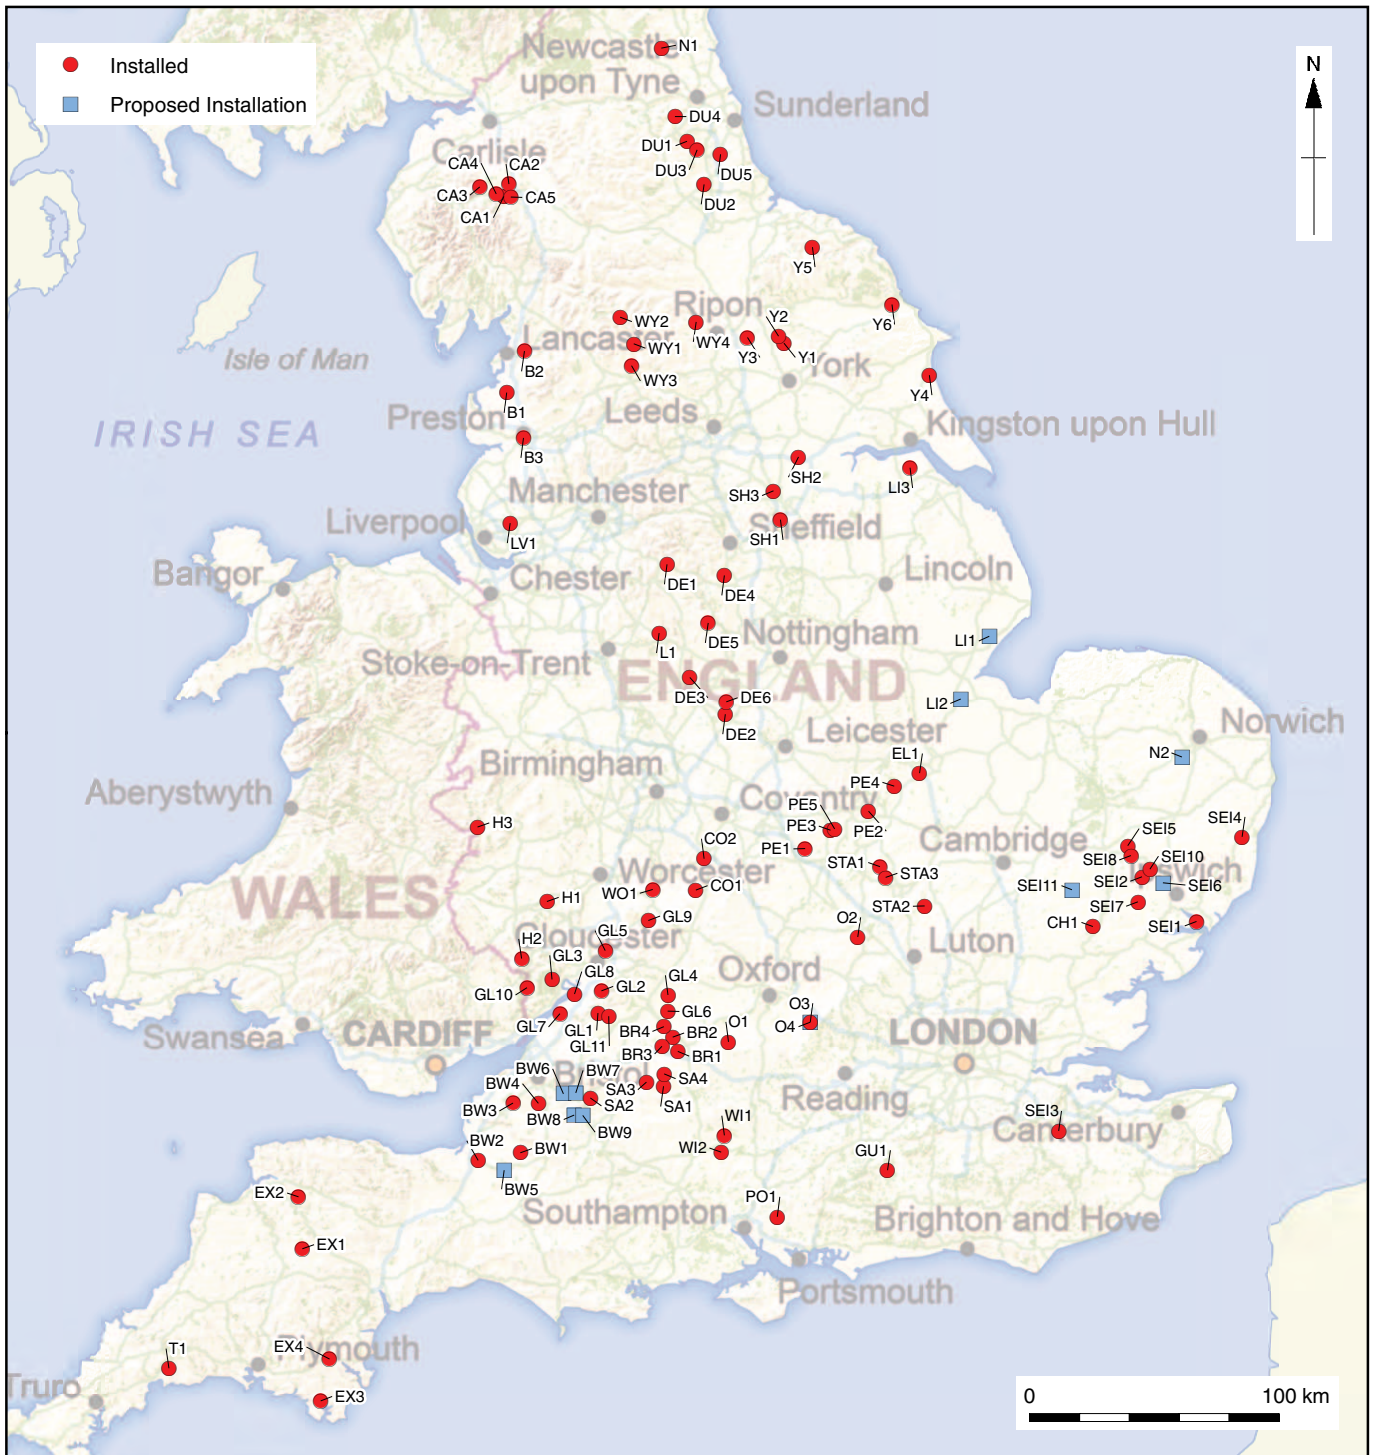 Installed
Proposed Installation
N
Newcastle
upon Tyne
N1
Sunderland
DU4
Carlisle
DU1
DU3
DU5
DU2
CA4
CA2
CA3
CA5
CA1
Y5
Isle of Man
Ripon
Y6
WY2
WY4
Y2
Y3
Y1
Lancaster
WY1
WY3
York
B2
B1
Y4
IRISH SEA
Preston
Leeds
Kingston upon Hull
B3
SH2
LI3
Manchester
SH3
Liverpool
LV1
Sheffield
SH1
Bangor
Chester
DE1
DE4
Lincoln
DE5
Nottingham
LI1
L1
Stoke-on-Trent
ENGLAND
DE3
DE6
DE2
LI2
Leicester
Norwich
N2
EL1
Birmingham
PE4
Aberystwyth
Coventry
PE5
PE3
PE2
H3
PE1
CO2
Cambridge
SEI4
SEI5
SEI8
SEI10
SEI2
Ipswich
SEI11
SEI6
SEI7
CH1
SEI1
STA1
STA3
STA2
Worcester
WO1
CO1
WALES
H1
GL9
O2
Gloucester
GL5
H2
GL3
GL8
GL2
GL4
Luton
Oxford
GL10
GL7
GL1
GL11
GL6
O3
O4
Swansea
CARDIFF
BR4
BR2
O1
BR3
BR1
LONDON
Bristol
BW6
BW7
BW4
SA3
SA4
BW3
SA2
SA1
BW8
BW9
Reading
SEI3
Canterbury
WI1
WI2
BW2
BW1
BW5
GU1
EX2
PO1
Southampton
Brighton and Hove
EX1
Portsmouth
T1
EX4
Plymouth
Truro
EX3
0 100 km